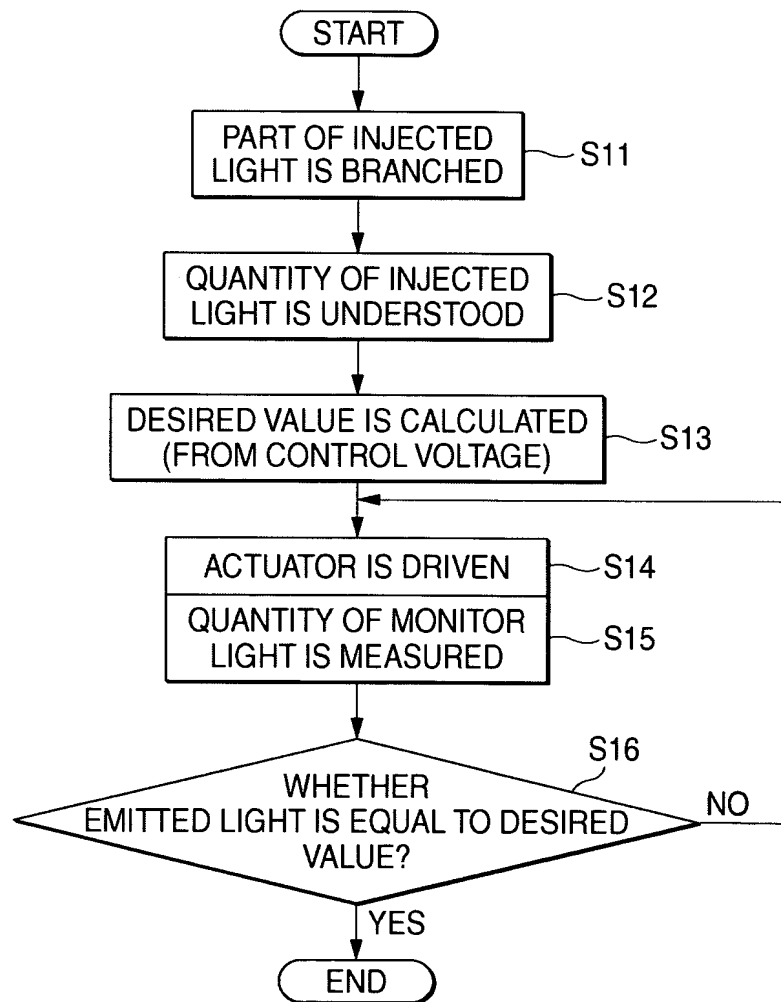 START
PART OF INJECTED
LIGHT IS BRANCHED
S11
QUANTITY OF INJECTED
LIGHT IS UNDERSTOOD
S12
DESIRED VALUE IS CALCULATED
(FROM CONTROL VOLTAGE)
S13
ACTUATOR IS DRIVEN
S14
QUANTITY OF MONITOR
LIGHT IS MEASURED
S15
S16
WHETHER
EMITTED LIGHT IS EQUAL TO DESIRED
VALUE?
NO
YES
END